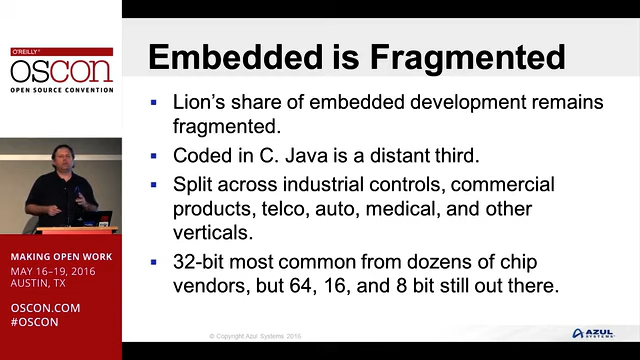 O'REILLY®
OSCON
OPEN SOURCE CONVENTION
MAKING OPEN WORK
MAY 16–19, 2016
AUSTIN, TX
OSCON.COM
#OSCON
Embedded is Fragmented
▪ Lion's share of embedded development remains
fragmented.
▪ Coded in C. Java is a distant third.
▪ Split across industrial controls, commercial
products, telco, auto, medical, and other
verticals.
▪ 32-bit most common from dozens of chip
vendors, but 64, 16, and 8 bit still out there.
© Copyright Azul Systems 2016
AZUL
SYSTEMS